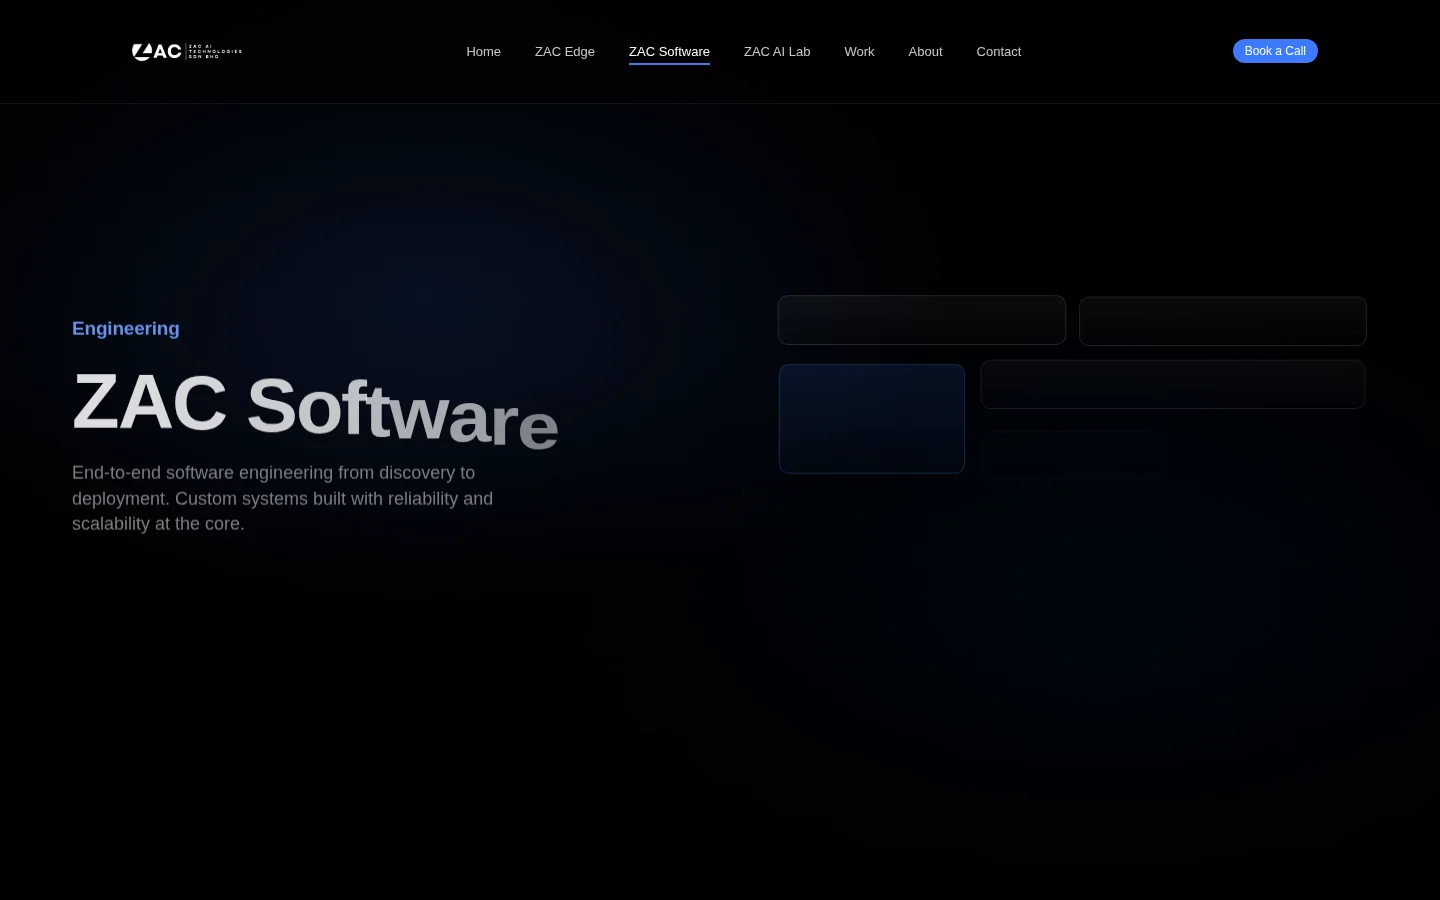 ZAC
ZAC AI
TECHNOLOGIES
SDN BHD
Home
ZAC Edge
ZAC Software
ZAC AI Lab
Work
About
Contact
Book a Call
Engineering
ZAC Software
End-to-end software engineering from discovery to
deployment. Custom systems built with reliability and
scalability at the core.